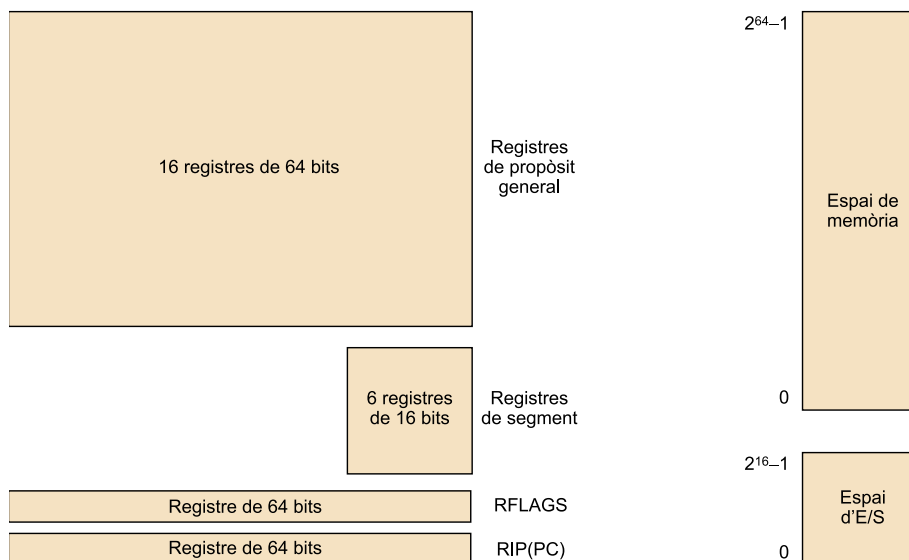 16 registres de 64 bits
Registres
de propòsit
general
6 registres
de 16 bits
Registres
de segment
Registre de 64 bits
RFLAGS
Registre de 64 bits
RIP(PC)
2⁶⁴–1
Espai de
memòria
0
2¹⁶–1
Espai
d'E/S
0